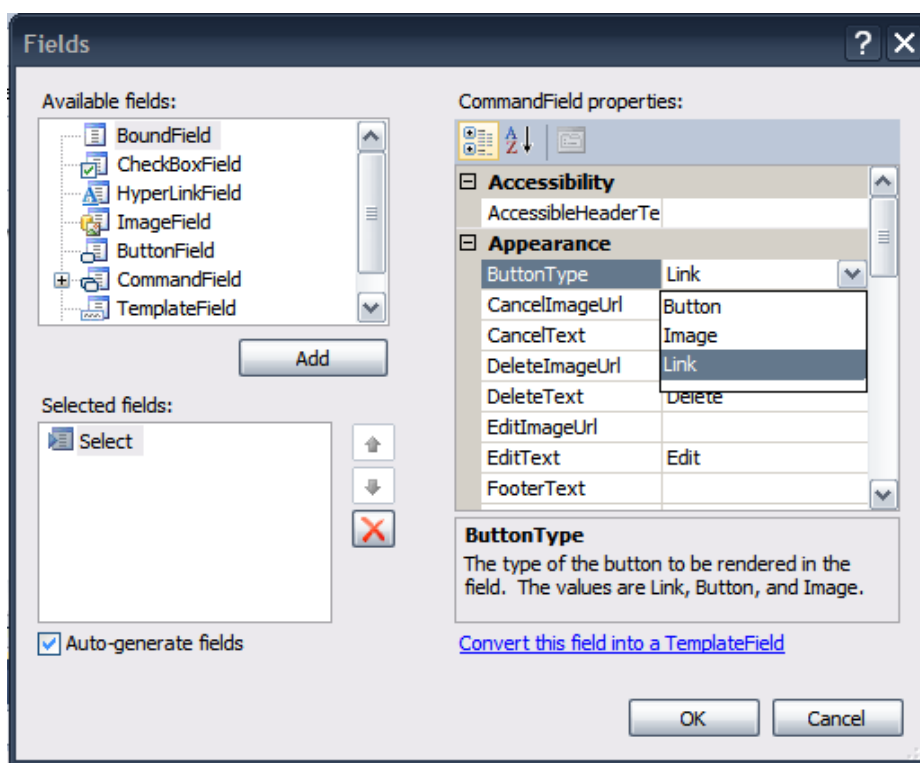 Fields
Available fields:
BoundField
CheckBoxField
HyperLinkField
ImageField
ButtonField
CommandField
TemplateField
Add
Selected fields:
Select
Auto-generate fields
CommandField properties:
Accessibility
AccessibleHeaderTe
Appearance
ButtonType Link
CancelImageUrl
CancelText
DeleteImageUrl
Button
Image
Link
DeleteText Delete
EditImageUrl
EditText Edit
FooterText
ButtonType
The type of the button to be rendered in the
field. The values are Link, Button, and Image.
Convert this field into a TemplateField
OK Cancel